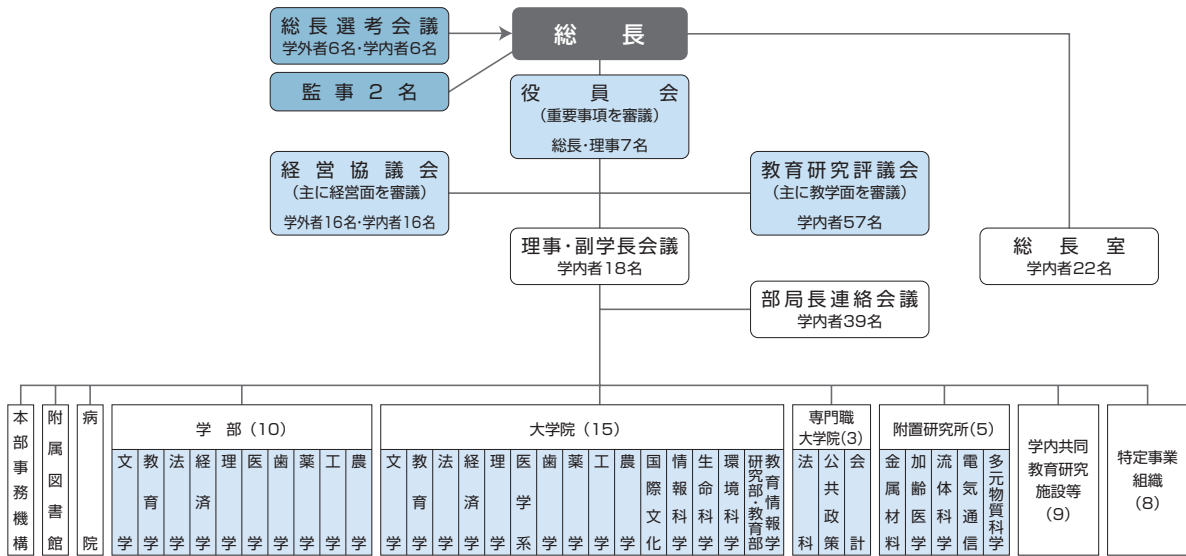 総長選考会議
学外者6名・学内者6名
総長
監事2名
役員会
（重要事項を審議）
総長・理事7名
経営協議会
（主に経営面を審議）
学外者16名・学内者16名
教育研究評議会
（主に教学面を審議）
学内者57名
理事・副学長会議
学内者18名
総長室
学内者22名
部局長連絡会議
学内者39名
本部事務機構
附属図書館
病院
学部（10）
文学
教育学
法学
経済学
理学
医学
歯学
薬学
工学
農学
大学院（15）
文学
教育学
法学
経済学
理学
医学系
歯学
薬学
工学
農学
国際文化
情報科学
生命科学
環境科学
教育情報学
研究部・教育部
専門職
大学院(3)
法科
公共政策
会計
附置研究所(5)
金属材料
加齢医学
流体科学
電気通信
多元物質科学
学内共同
教育研究
施設等
（9）
特定事業
組織
（8）